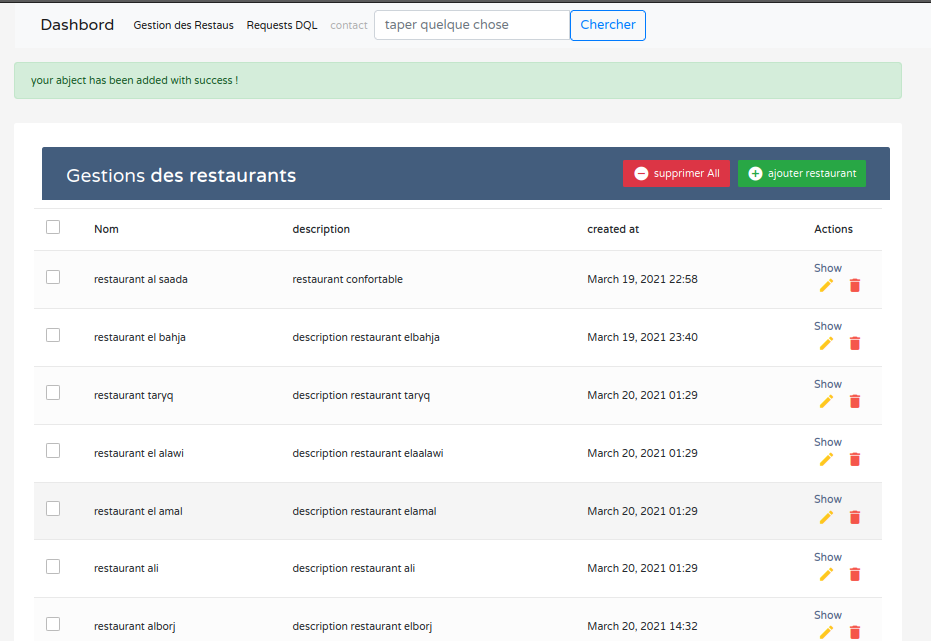 Dashbord Gestion des Restaus Requests DQL contact taper quelque chose Chercher
your abject has been added with success !
Gestions des restaurants supprimer All ajouter restaurant
Nom description created at Actions
restaurant al saada restaurant confortable March 19, 2021 22:58 Show
restaurant el bahja description restaurant elbahja March 19, 2021 23:40 Show
restaurant taryq description restaurant taryq March 20, 2021 01:29 Show
restaurant el alawi description restaurant elaalawi March 20, 2021 01:29 Show
restaurant el amal description restaurant elamal March 20, 2021 01:29 Show
restaurant ali description restaurant ali March 20, 2021 01:29 Show
restaurant alborj description restaurant elborj March 20, 2021 14:32 Show